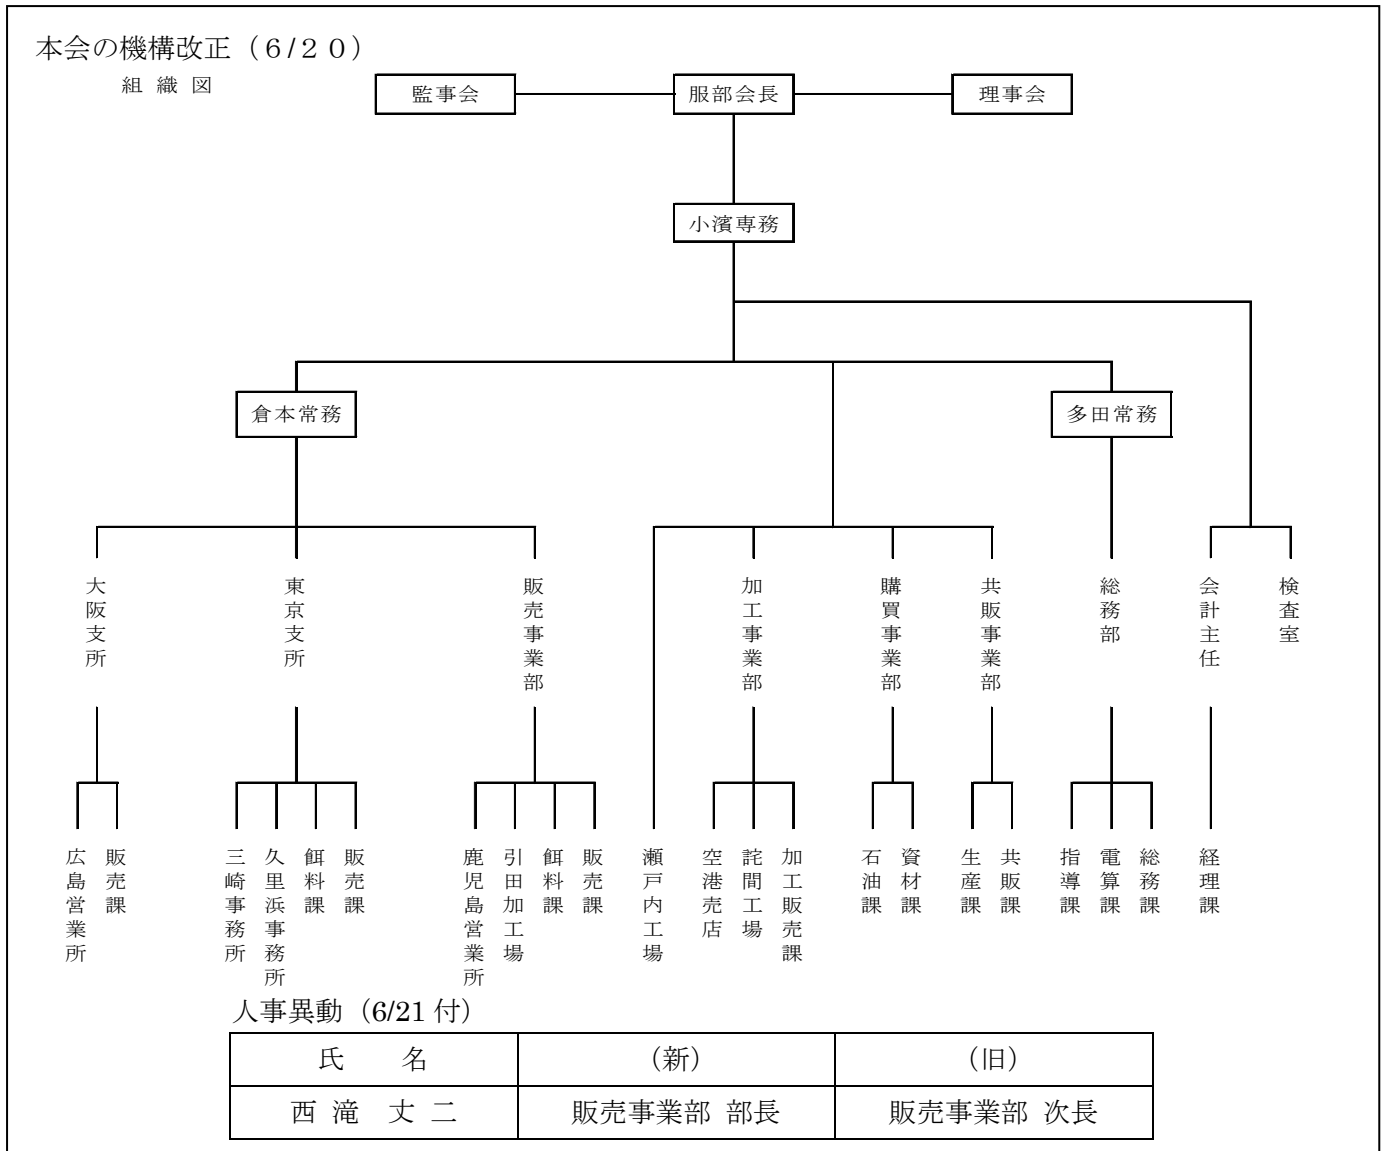 本会の機構改正（６/２０）
組 織 図
監事会
服部会長
理事会
小濱専務
倉本常務
多田常務
大阪支所
東京支所
販売事業部
加工事業部
購買事業部
共販事業部
総務部
会計主任
検査室
広島営業所
販売課
三崎事務所
久里浜事務所
餌料課
販売課
鹿児島営業所
引田加工場
餌料課
販売課
瀬戸内工場
空港売店
詫間工場
加工販売課
石油課
資材課
生産課
共販課
指導課
電算課
総務課
経理課
人事異動（6/21 付）
氏 名 （新） （旧）
西 滝 丈 二 販売事業部 部長 販売事業部 次長